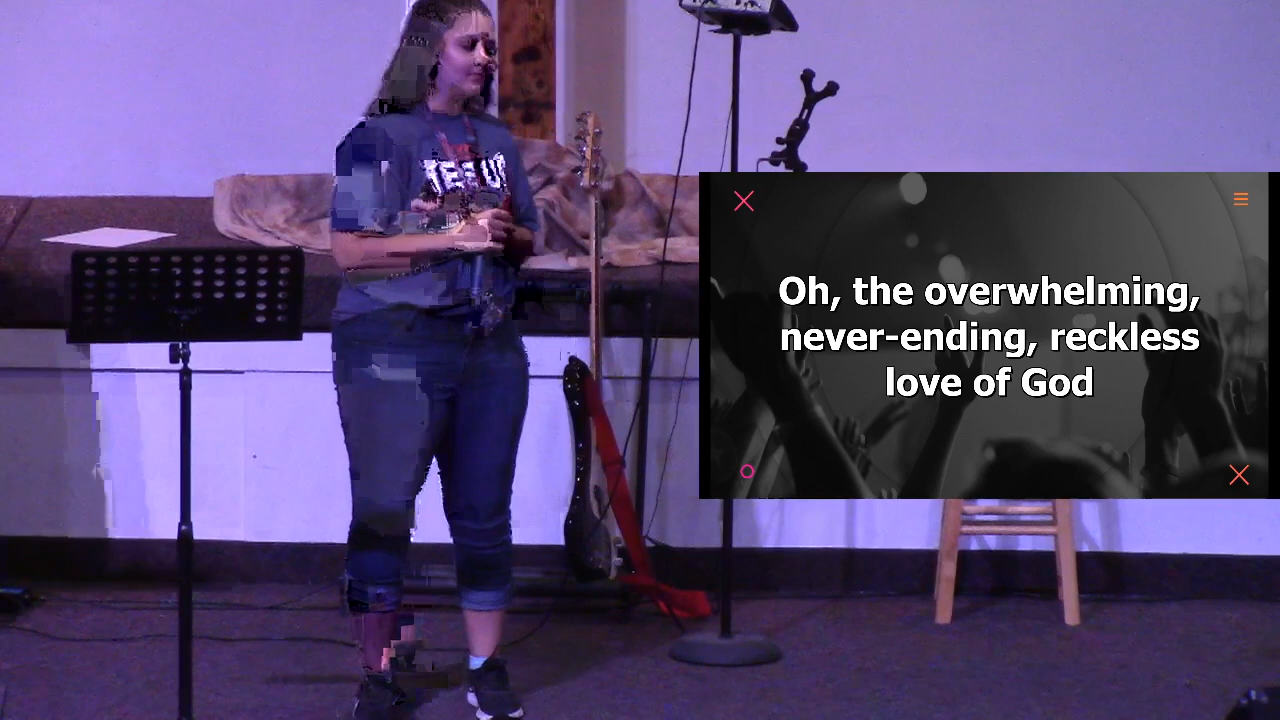 Oh, the overwhelming,
never-ending, reckless
love of God